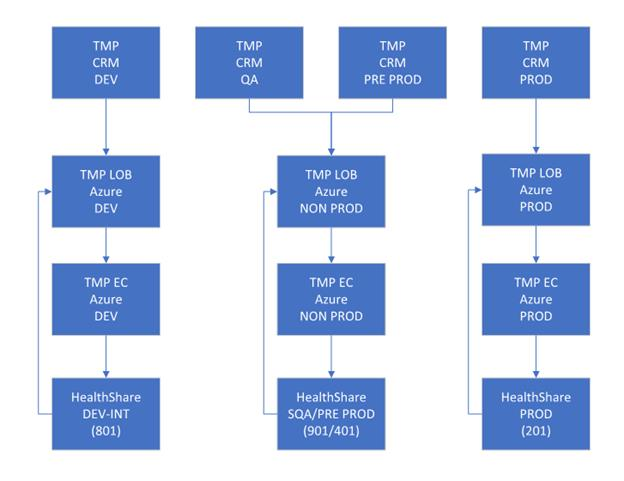 TMP
CRM
DEV
TMP
CRM
QA
TMP
CRM
PRE PROD
TMP
CRM
PROD
TMP LOB
Azure
DEV
TMP LOB
Azure
NON PROD
TMP LOB
Azure
PROD
TMP EC
Azure
DEV
TMP EC
Azure
NON PROD
TMP EC
Azure
PROD
HealthShare
DEV-INT
(801)
HealthShare
SQA/PRE PROD
(901/401)
HealthShare
PROD
(201)